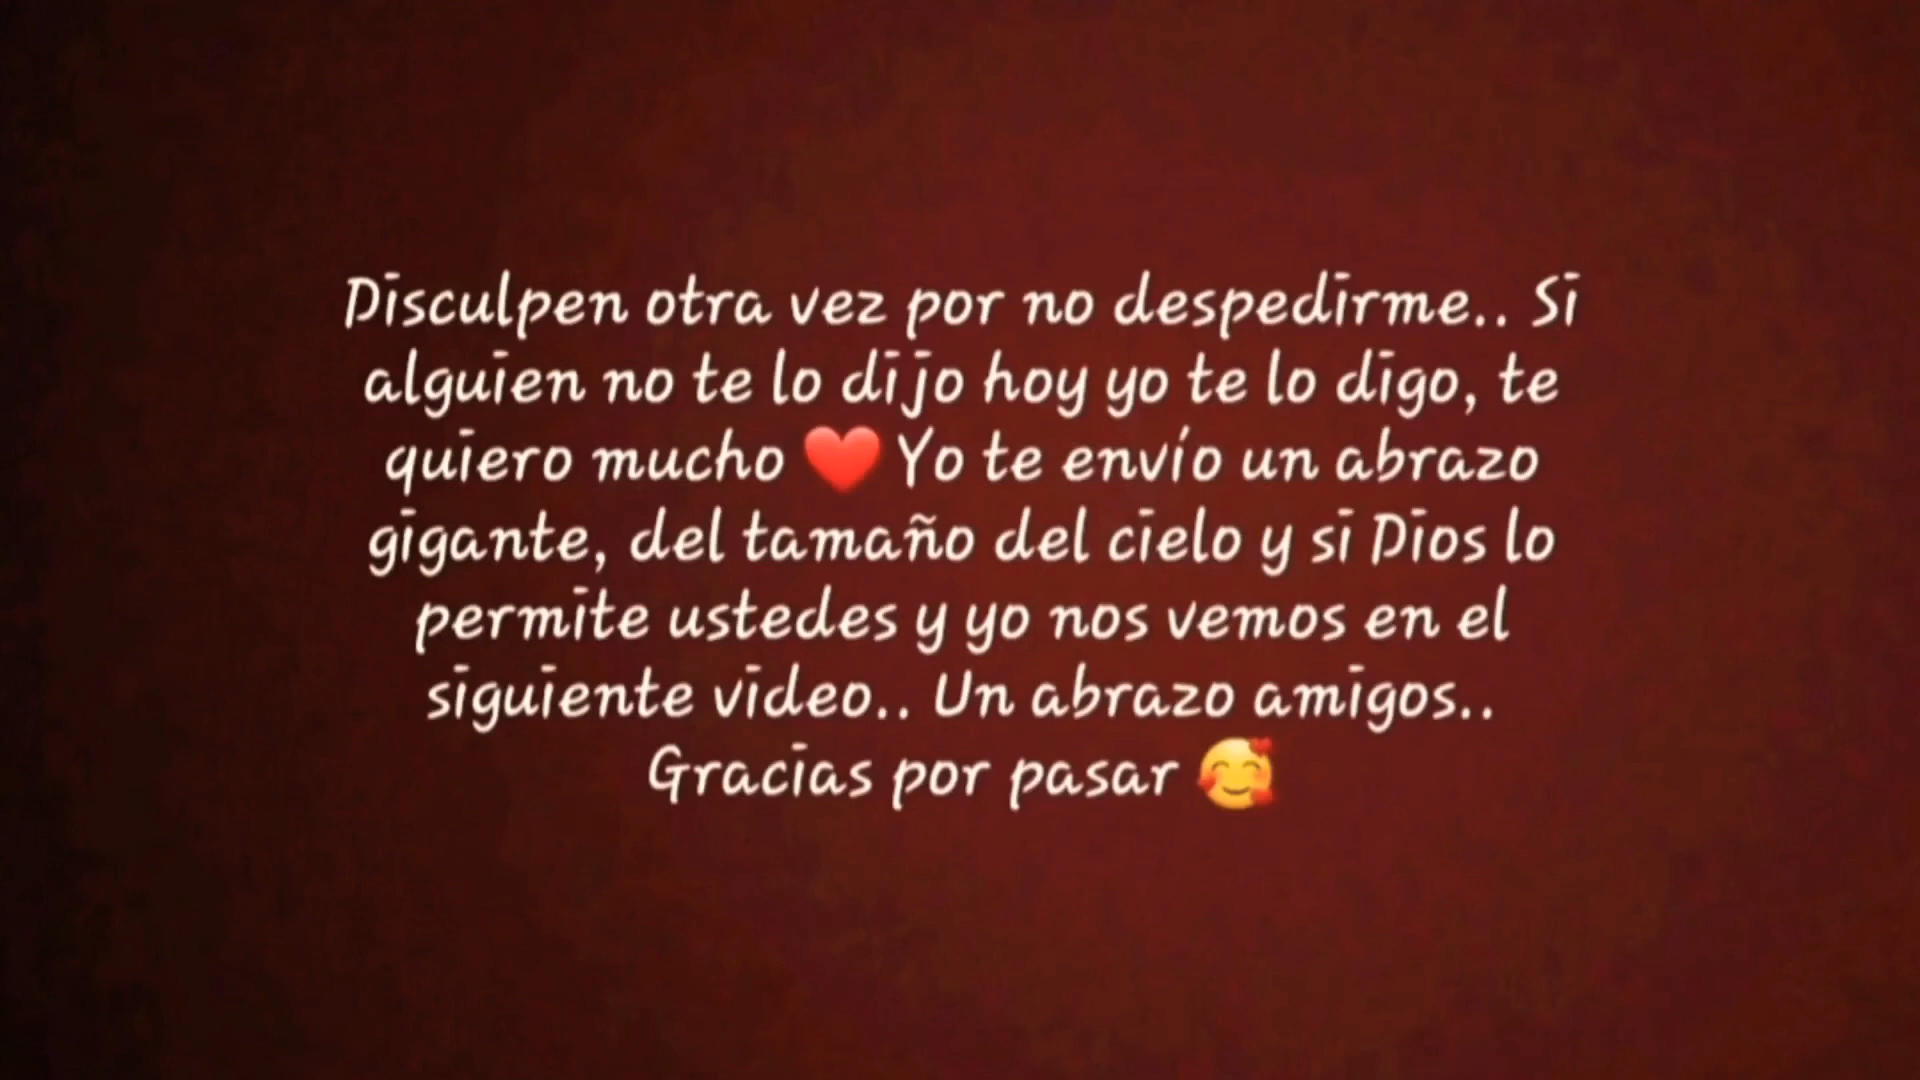 Disculpen otra vez por no despedirme.. Si
alguien no te lo dijo hoy yo te lo digo, te
quiero mucho ❤️ Yo te envío un abrazo
gigante, del tamaño del cielo y si Dios lo
permite ustedes y yo nos vemos en el
siguiente video.. Un abrazo amigos..
Gracias por pasar 🥰